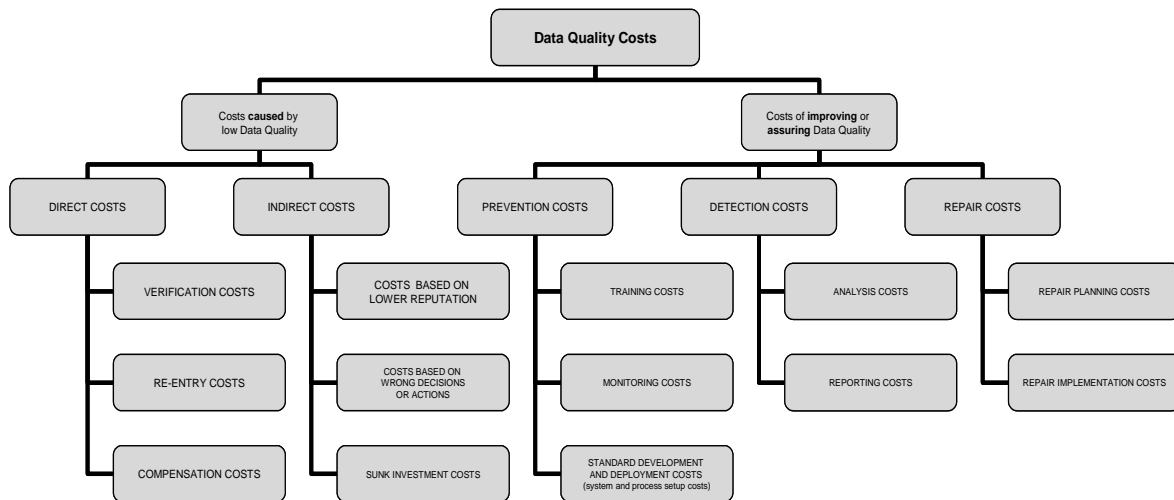 Data Quality Costs
Costs caused by
low Data Quality
Costs of improving or
assuring Data Quality
DIRECT COSTS
INDIRECT COSTS
PREVENTION COSTS
DETECTION COSTS
REPAIR COSTS
VERIFICATION COSTS
COSTS BASED ON
LOWER REPUTATION
TRAINING COSTS
ANALYSIS COSTS
REPAIR PLANNING COSTS
RE-ENTRY COSTS
COSTS BASED ON
WRONG DECISIONS
OR ACTIONS
MONITORING COSTS
REPORTING COSTS
REPAIR IMPLEMENTATION COSTS
COMPENSATION COSTS
SUNK INVESTMENT COSTS
STANDARD DEVELOPMENT
AND DEPLOYMENT COSTS
(system and process setup costs)